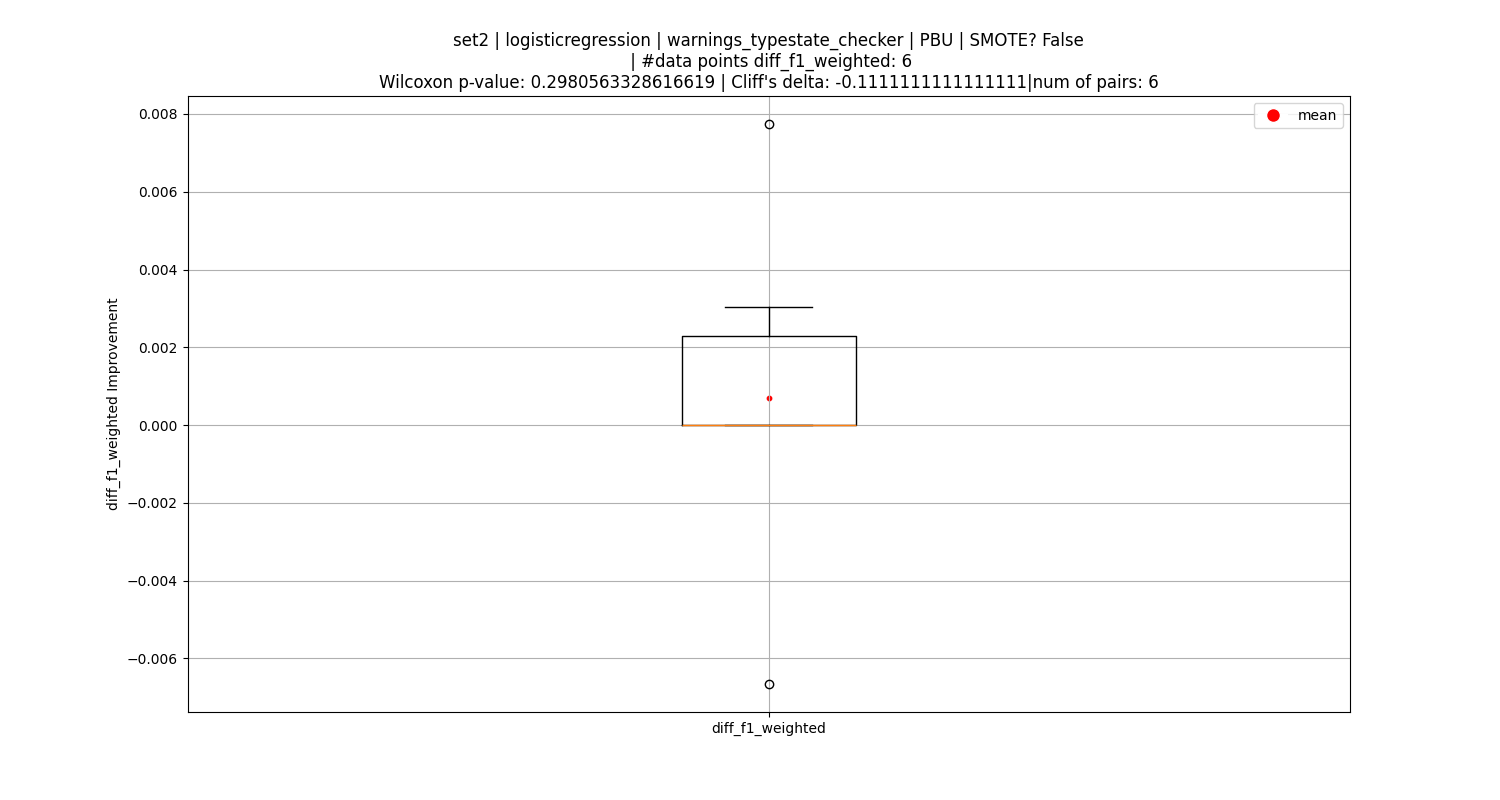 set2 | logisticregression | warnings_typestate_checker | PBU | SMOTE? False
| #data points diff_f1_weighted: 6
Wilcoxon p-value: 0.2980563328616619 | Cliff's delta: -0.1111111111111111|num of pairs: 6
mean
0.008
0.006
0.004
0.002
0.000
−0.002
−0.004
−0.006
diff_f1_weighted Improvement
diff_f1_weighted